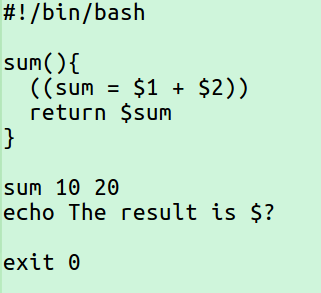 #!/bin/bash

sum(){
  ((sum = $1 + $2))
  return $sum
}

sum 10 20
echo The result is $?

exit 0